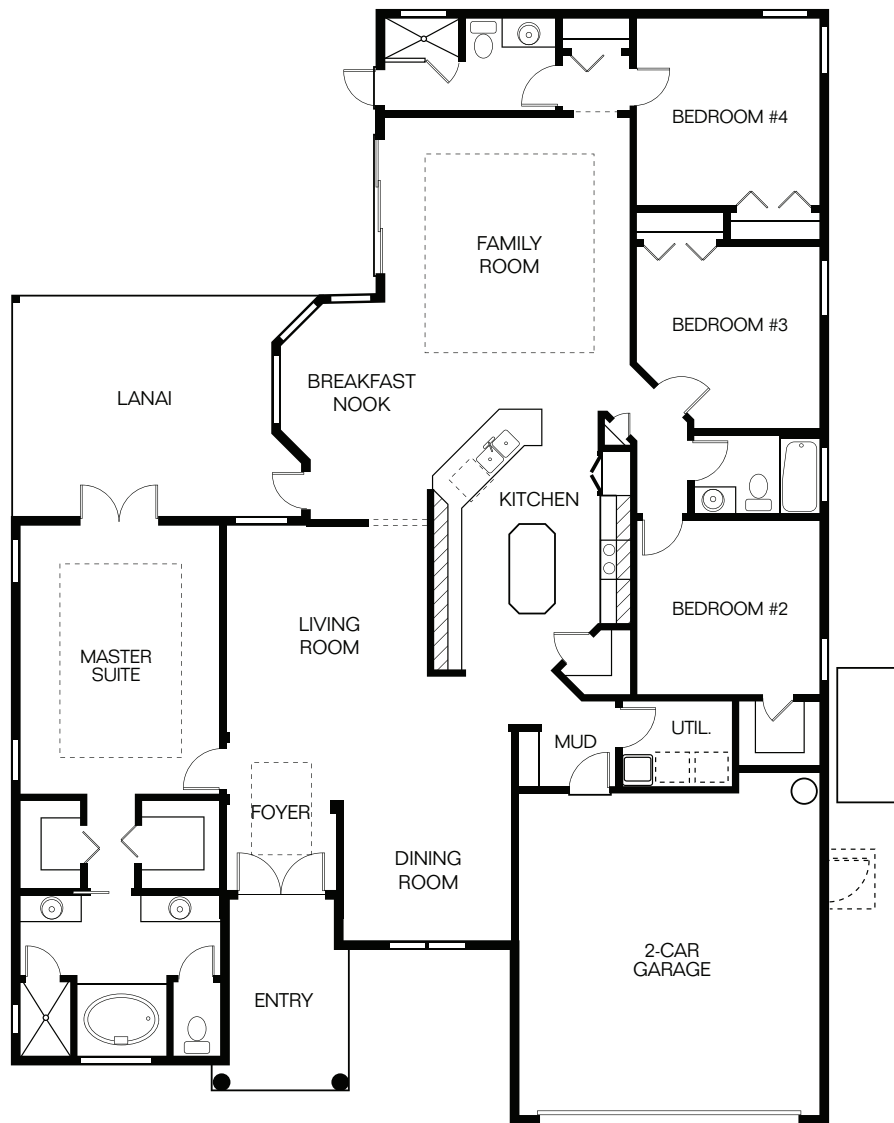 BEDROOM #4
FAMILY
ROOM
BEDROOM #3
BREAKFAST
NOOK
LANAI
KITCHEN
BEDROOM #2
LIVING
ROOM
MASTER
SUITE
UTIL.
MUD
FOYER
DINING
ROOM
2-CAR
GARAGE
ENTRY